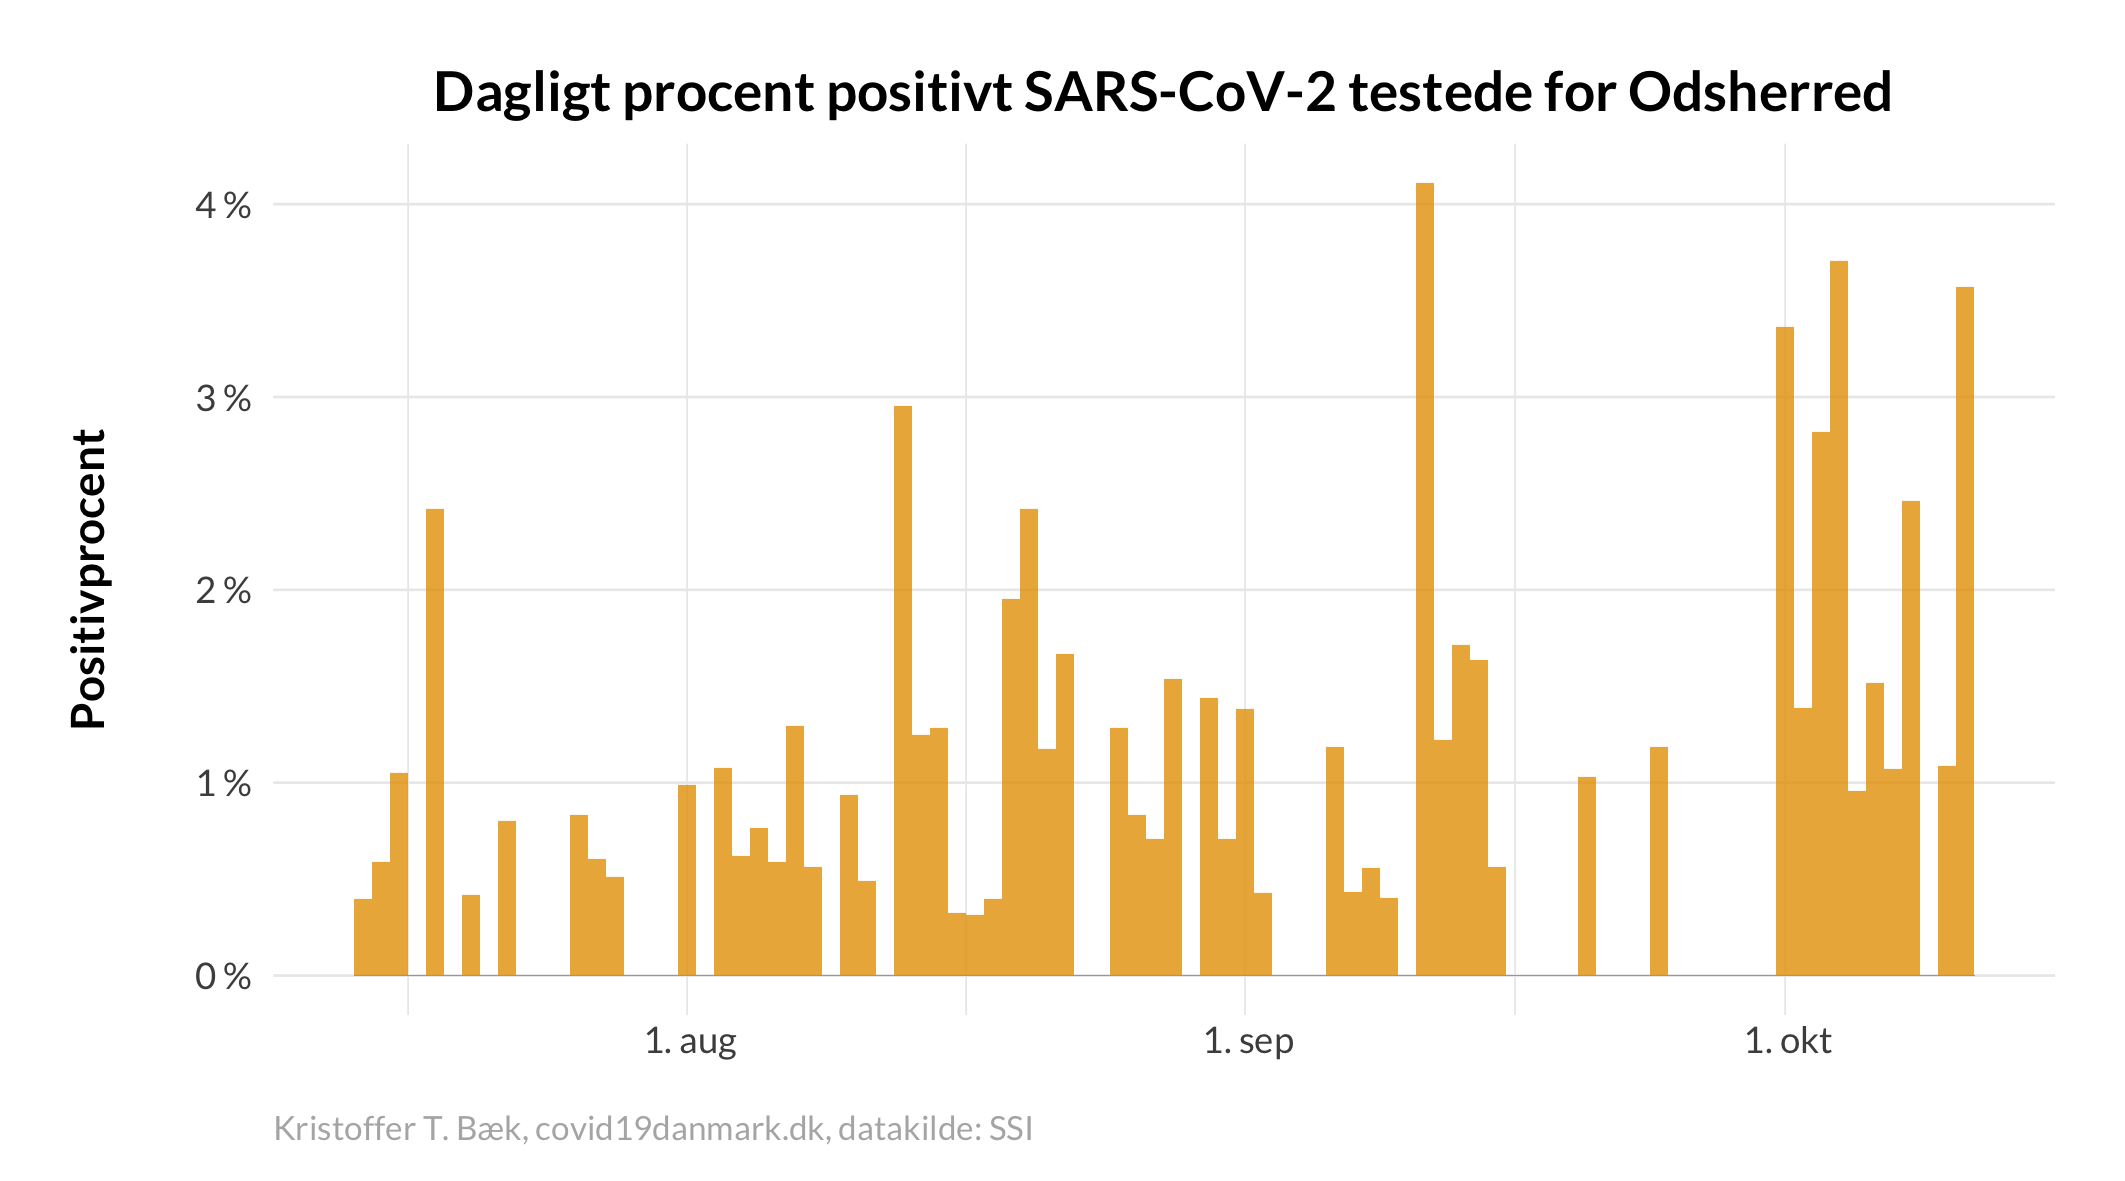 Dagligt procent positivt SARS-CoV-2 testede for Odsherred
Positivprocent
4 %
3 %
2 %
1 %
0 %
1. aug
1. sep
1. okt
Kristoffer T. Bæk, covid19danmark.dk, datakilde: SSI